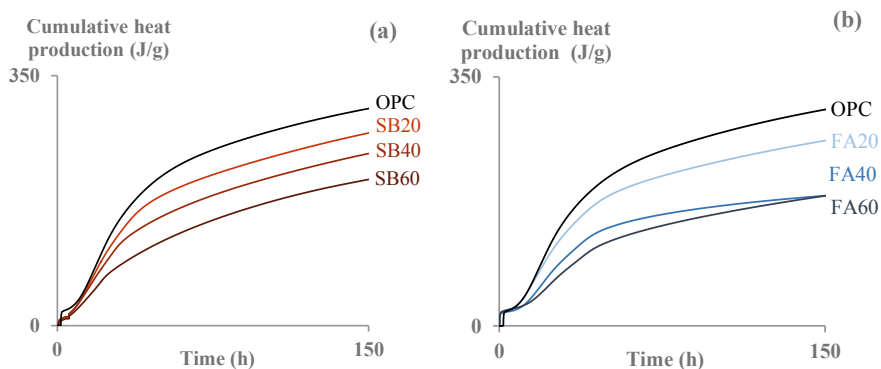 Cumulative heat
production (J/g)
(a)
350
OPC
SB20
SB40
SB60
0
0
Time (h)
150
Cumulative heat
production (J/g)
(b)
350
OPC
FA20
FA40
FA60
0
0
Time (h)
150